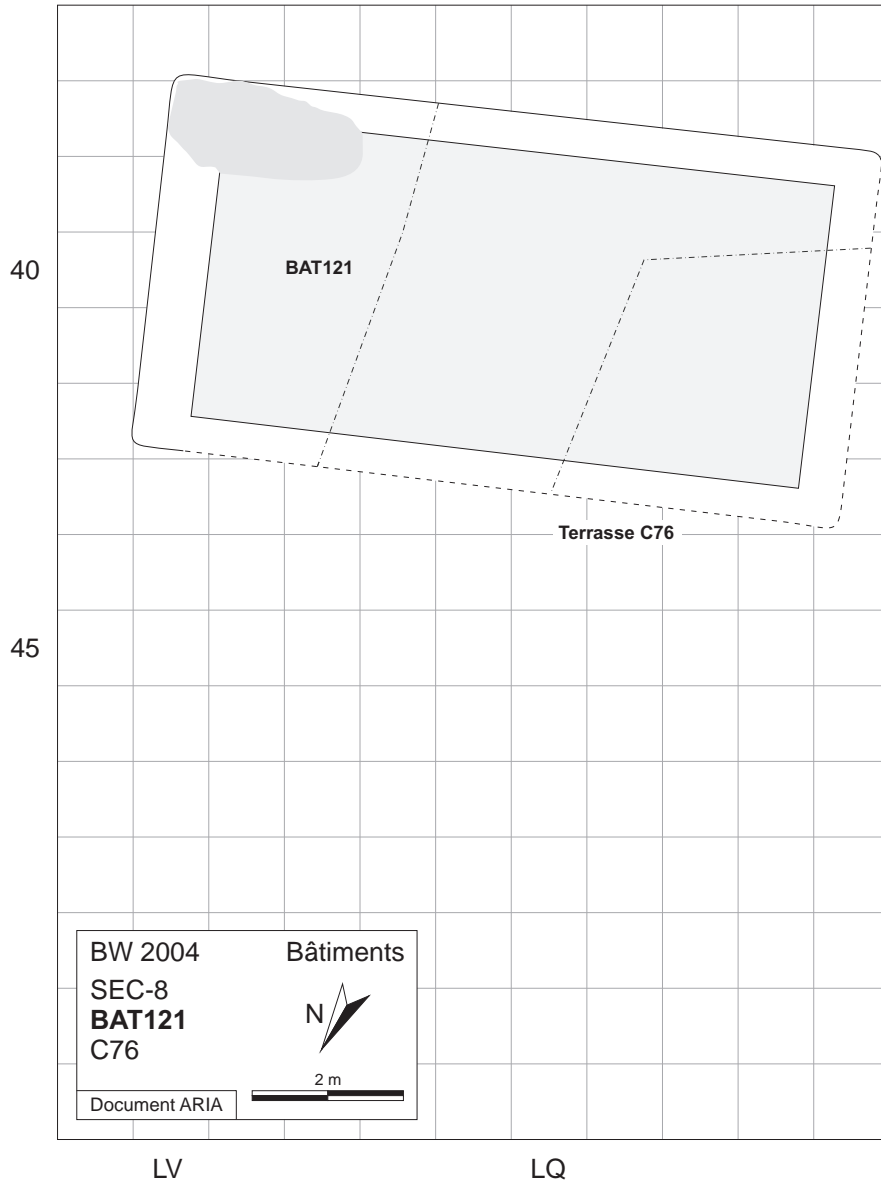 40
BAT121
Terrasse C76
45
BW 2004 Bâtiments
SEC-8
BAT121
C76
N
2 m
Document ARIA
LV LQ